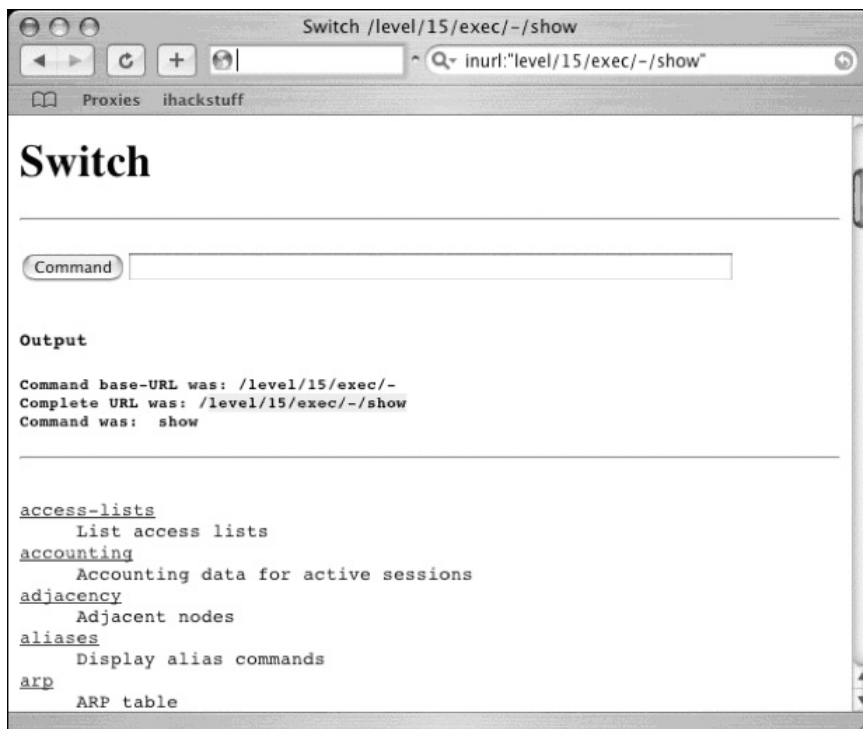 Switch /level/15/exec/-/show
inurl:"level/15/exec/-/show"
Proxies ihackstuff
Switch
Command
Output
Command base-URL was: /level/15/exec/-
Complete URL was: /level/15/exec/-/show
Command was: show
access-lists
List access lists
accounting
Accounting data for active sessions
adjacency
Adjacent nodes
aliases
Display alias commands
arp
ARP table